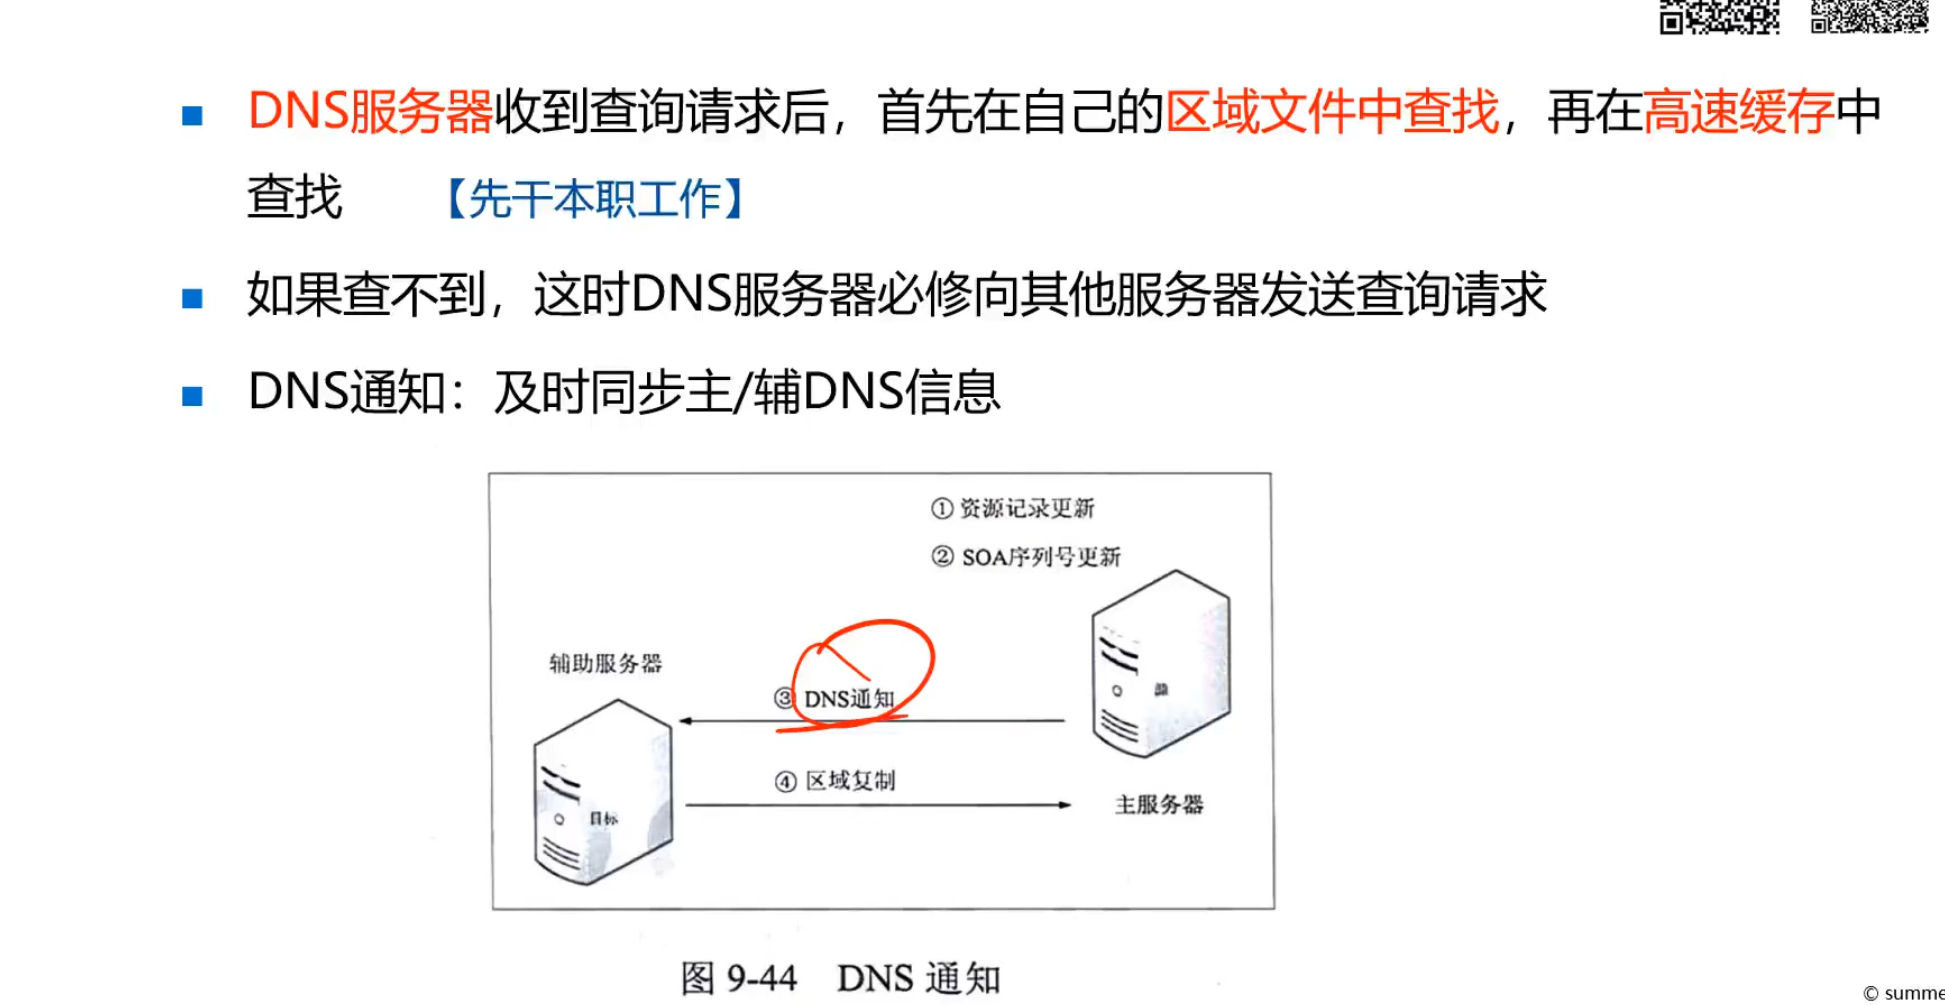 DNS服务器收到查询请求后，首先在自己的区域文件中查找，再在高速缓存中
查找 【先干本职工作】
如果查不到，这时DNS服务器必修向其他服务器发送查询请求
DNS通知：及时同步主/辅DNS信息
① 资源记录更新
② SOA序列号更新
辅助服务器
③ DNS通知
④ 区域复制
目标
主服务器
图 9-44 DNS 通知
© summe